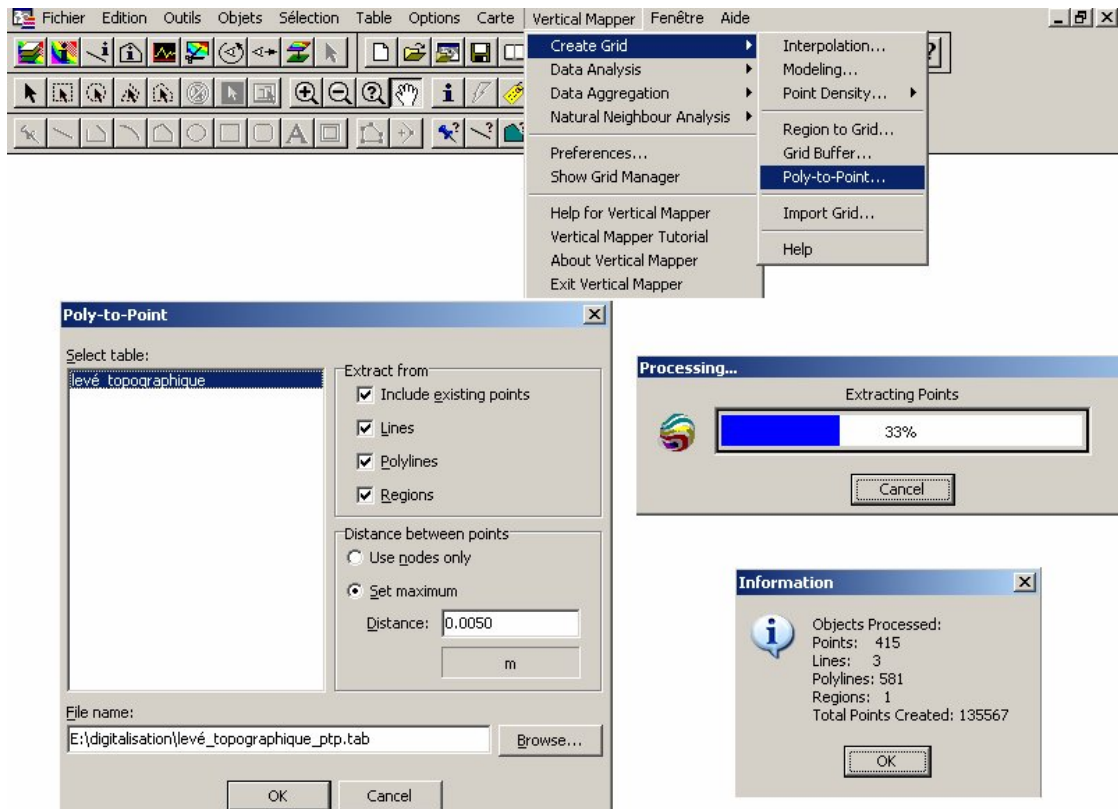 Fichier Edition Outils Objets Sélection Table Options Carte Vertical Mapper Fenêtre Aide
Create Grid
Data Analysis
Data Aggregation
Natural Neighbour Analysis
Preferences...
Show Grid Manager
Help for Vertical Mapper
Vertical Mapper Tutorial
About Vertical Mapper
Exit Vertical Mapper
Interpolation...
Modeling...
Point Density...
Region to Grid...
Grid Buffer...
Poly-to-Point...
Import Grid...
Help
Poly-to-Point
Select table:
levé_topographique
Extract from
Include existing points
Lines
Polylines
Regions
Distance between points
Use nodes only
Set maximum
Distance: 0.0050
m
File name:
E:\digitalisation\levé_topographique_ptp.tab Browse...
OK Cancel
Processing...
Extracting Points
33%
Cancel
Information
Objects Processed:
Points: 415
Lines: 3
Polylines: 581
Regions: 1
Total Points Created: 135567
OK